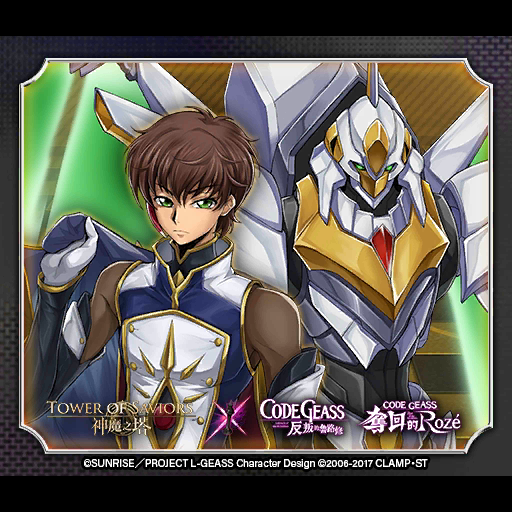 TOWER OF SAVIORS
神魔之塔
X
CODE GEASS
反叛的魯路修
CODE GEASS
奪回的Rozé
©SUNRISE／PROJECT L-GEASS Character Design ©2006-2017 CLAMP・ST